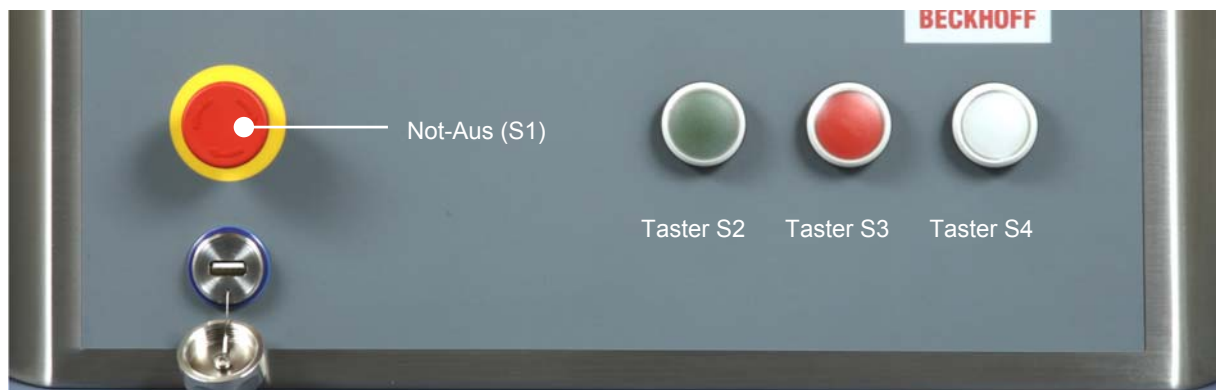 BECKHOFF
Not-Aus (S1)
Taster S2
Taster S3
Taster S4